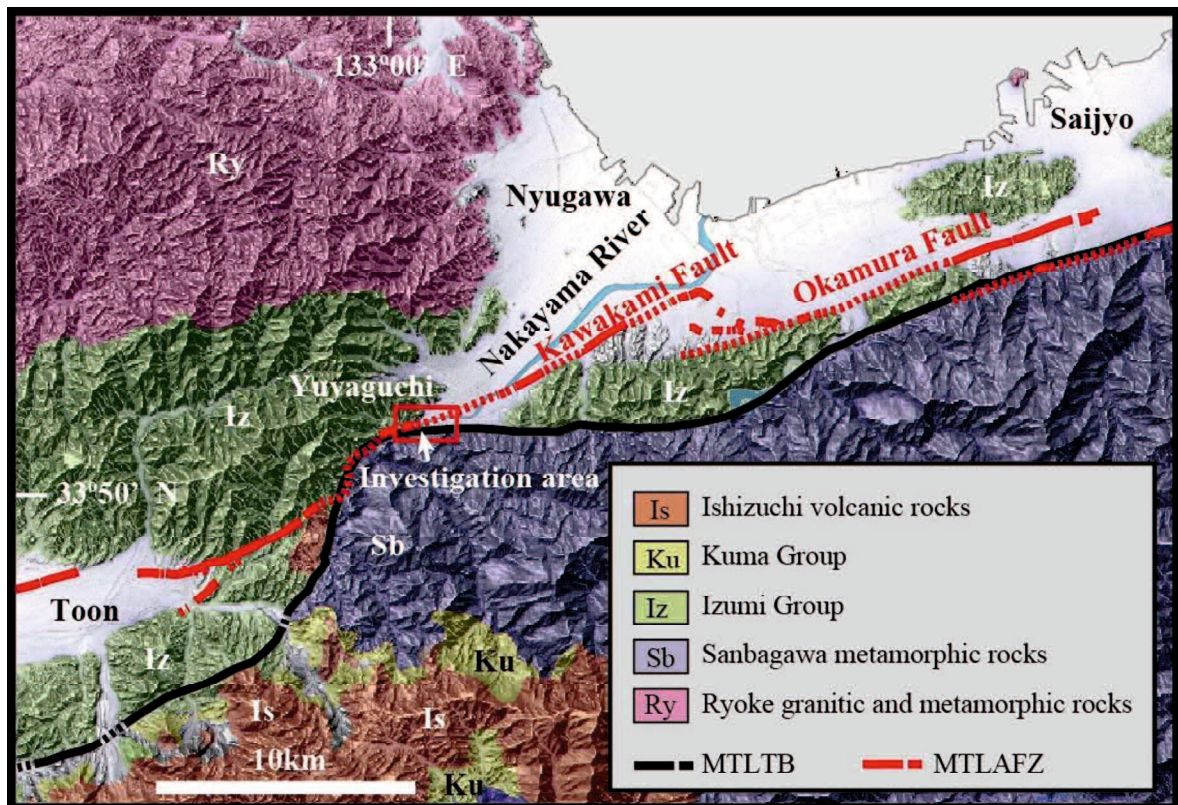 133°00' E
Saijyo
Ry
Iz
Nyugawa
Nakayama River
Kawakami Fault
Okamura Fault
Yuyaguchi
Iz
Iz
Investigation area
33°50' N
Sb
Toon
Iz
Ku
Is
Is
10km
Ku
Is Ishizuchi volcanic rocks
Ku Kuma Group
Iz Izumi Group
Sb Sanbagawa metamorphic rocks
Ry Ryoke granitic and metamorphic rocks
MTLTB MTLAFZ